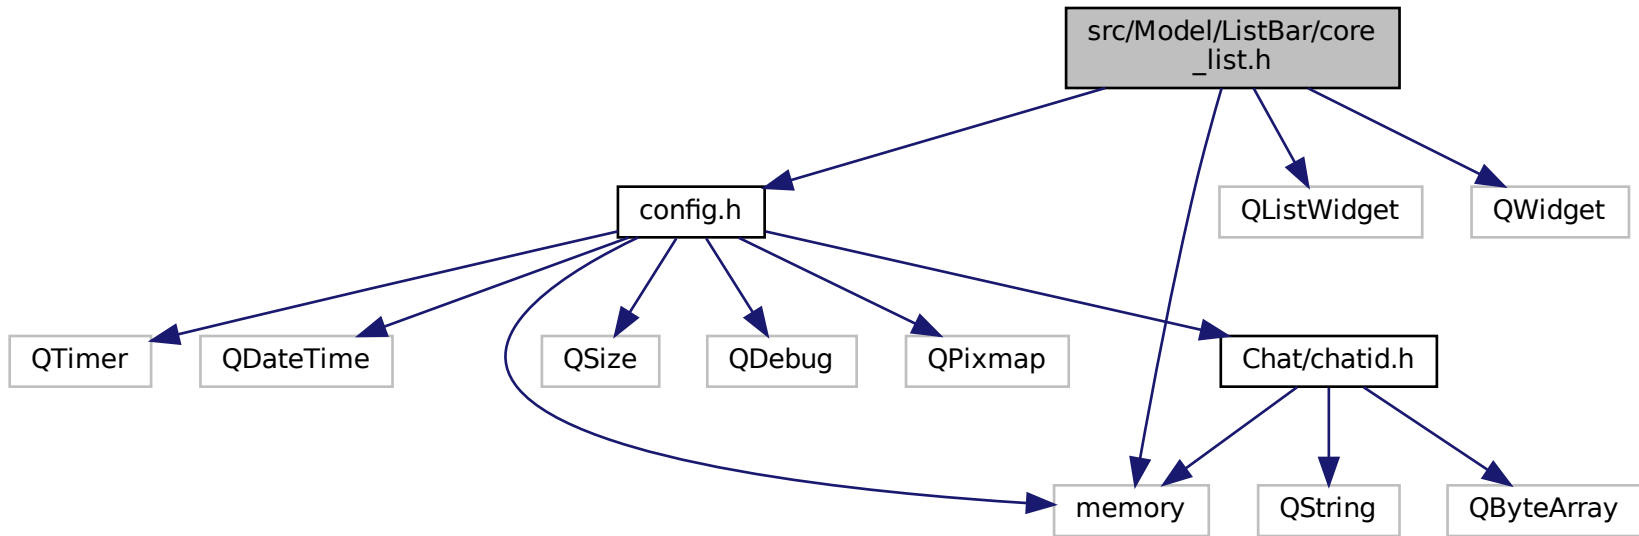 src/Model/ListBar/core
_list.h
config.h
QListWidget
QWidget
QTimer
QDateTime
QSize
QDebug
QPixmap
Chat/chatid.h
memory
QString
QByteArray